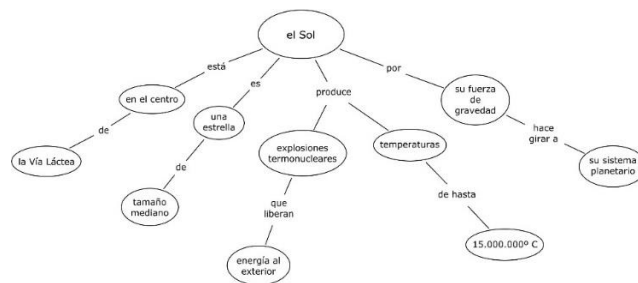 el Sol
está
es
produce
por
en el centro
una
estrella
su fuerza
de
gravedad
de
de
explosiones
termonucleares
temperaturas
hace
girar a
la Vía Láctea
tamaño
mediano
que
liberan
de hasta
su sistema
planetario
energía al
exterior
15.000.000º C